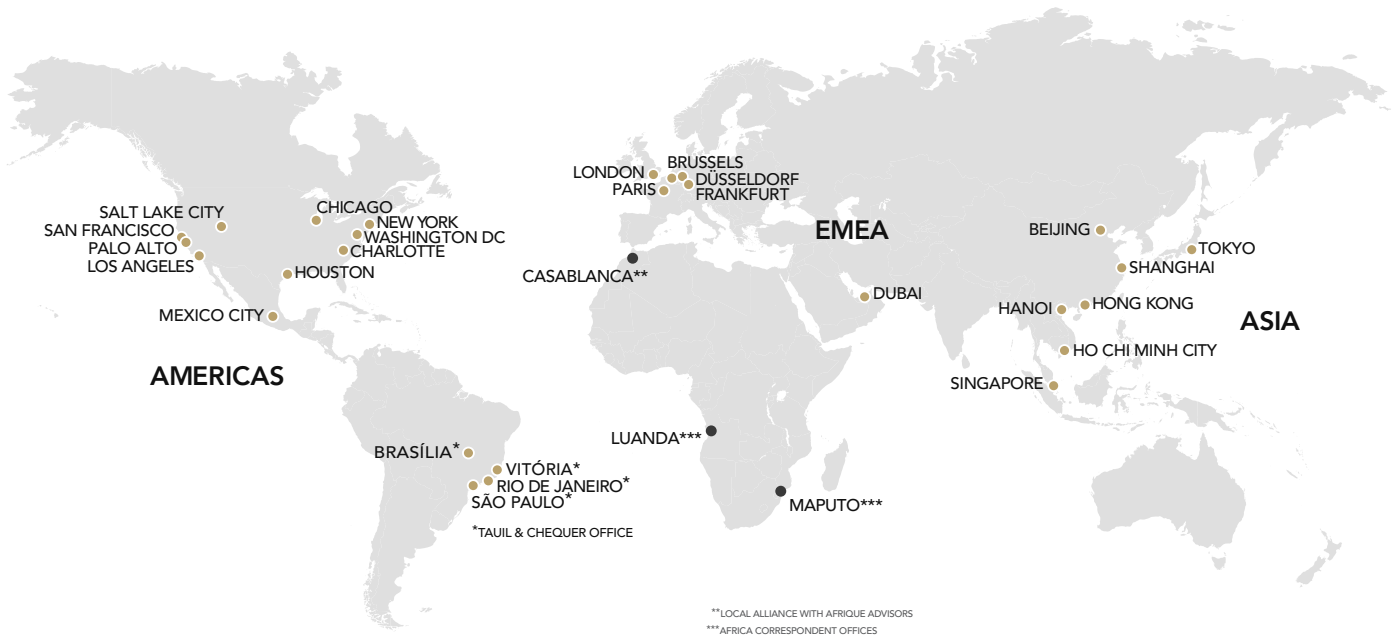 SALT LAKE CITY
SAN FRANCISCO
PALO ALTO
LOS ANGELES
CHICAGO
NEW YORK
WASHINGTON DC
CHARLOTTE
HOUSTON
MEXICO CITY
AMERICAS
BRASÍLIA*
VITÓRIA*
RIO DE JANEIRO*
SÃO PAULO*
*TAUIL & CHEQUER OFFICE
LONDON
BRUSSELS
DÜSSELDORF
PARIS
FRANKFURT
EMEA
CASABLANCA**
DUBAI
LUANDA***
MAPUTO***
BEIJING
TOKYO
SHANGHAI
HANOI
HONG KONG
ASIA
HO CHI MINH CITY
SINGAPORE
**LOCAL ALLIANCE WITH AFRIQUE ADVISORS
***AFRICA CORRESPONDENT OFFICES